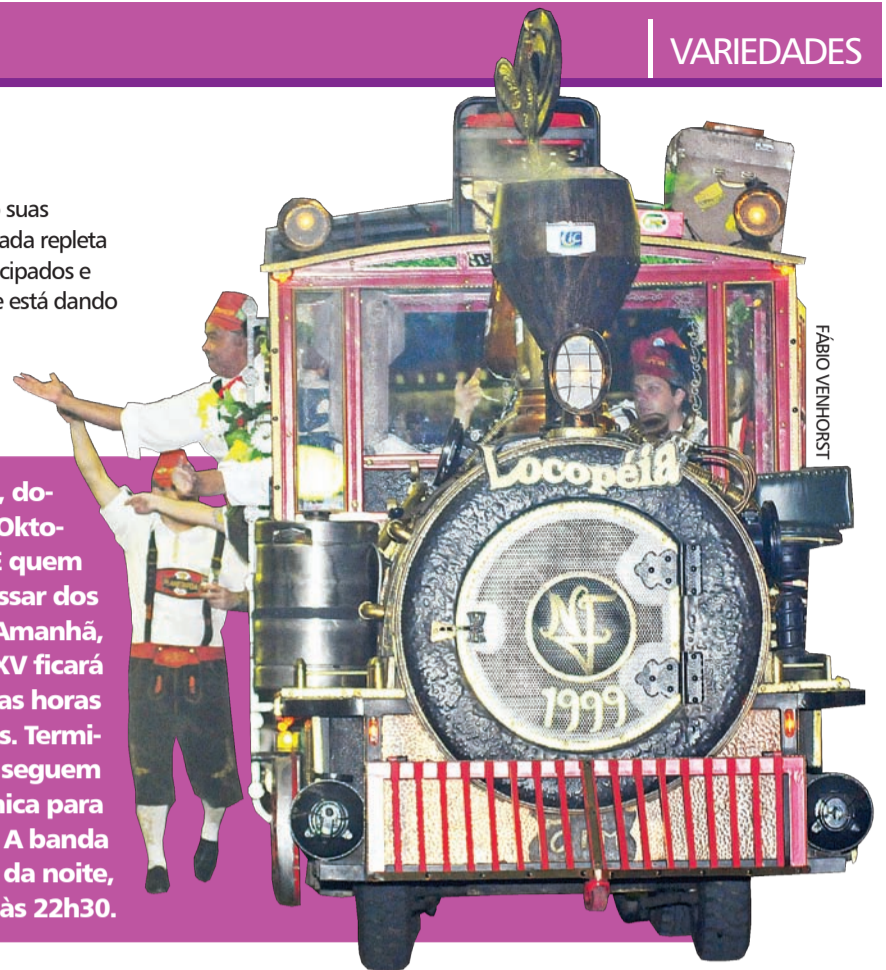 VARIEDADES
suas
ada repleta
cipados e
e está dando
FÁBIO VENHORST
, do-
Okto-
E quem
ssar dos
Amanhã,
XV ficará
as horas
s. Termi-
seguem
nica para
A banda
da noite,
às 22h30.
Locopéia
1999